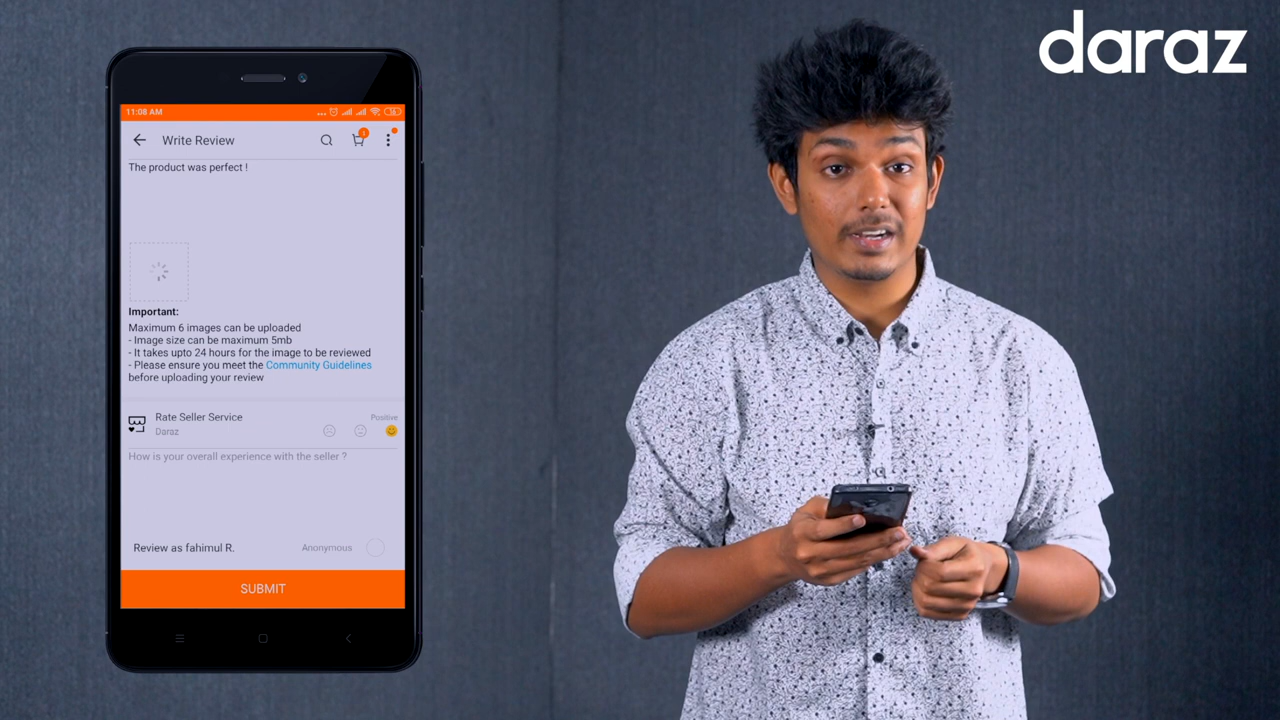 daraz
11:08 AM
Write Review
1
The product was perfect !
Important:
Maximum 6 images can be uploaded
- Image size can be maximum 5mb
- It takes upto 24 hours for the image to be reviewed
- Please ensure you meet the Community Guidelines
before uploading your review
Rate Seller Service
Positive
Daraz
How is your overall experience with the seller ?
Review as fahimul R.
Anonymous
SUBMIT